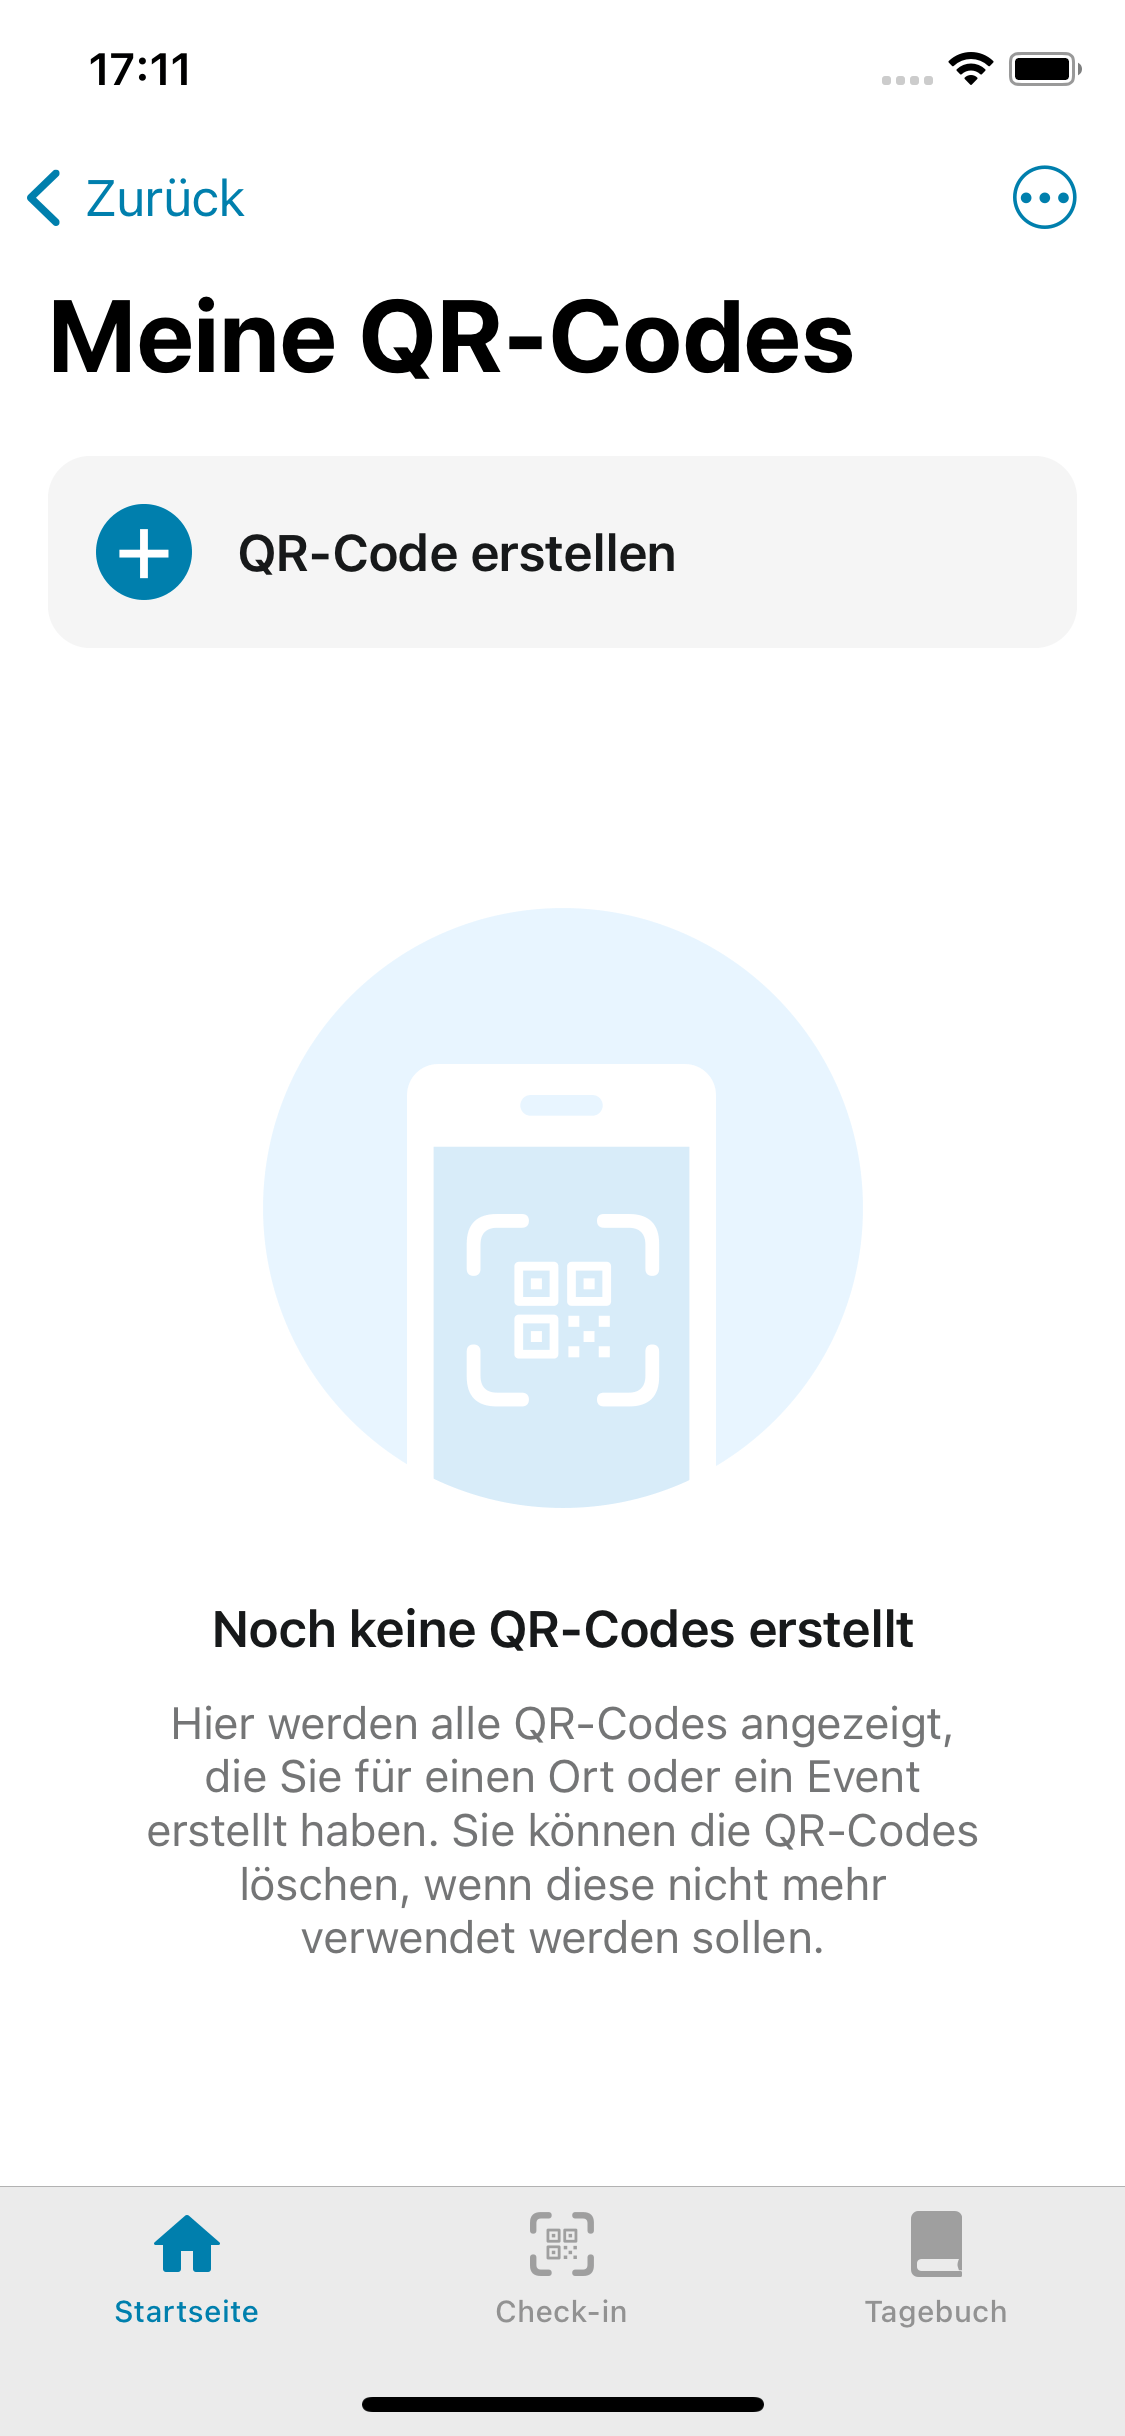 17:11
Zurück
Meine QR-Codes
QR-Code erstellen
Noch keine QR-Codes erstellt
Hier werden alle QR-Codes angezeigt,
die Sie für einen Ort oder ein Event
erstellt haben. Sie können die QR-Codes
löschen, wenn diese nicht mehr
verwendet werden sollen.
Startseite
Check-in
Tagebuch